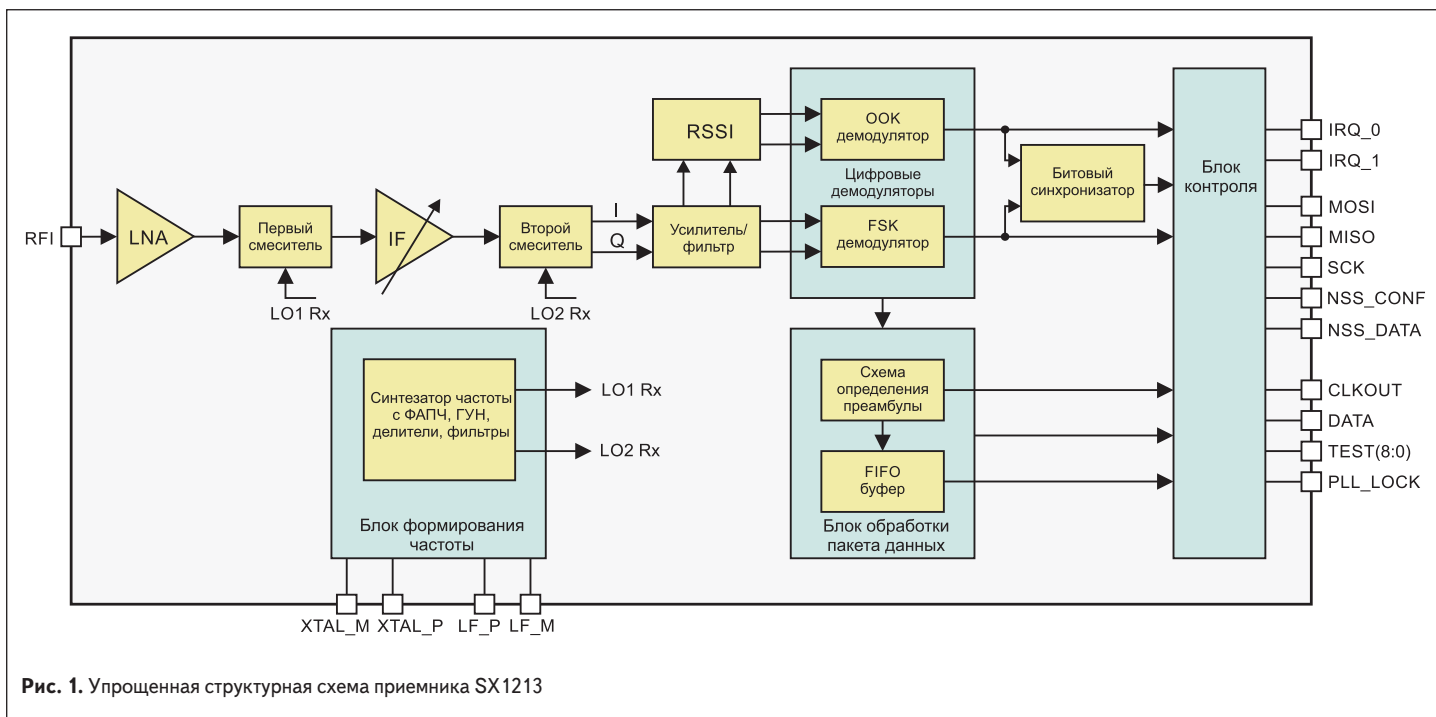 RFI
LNA
Первый
смеситель
LO1 Rx
IF
Второй
смеситель
LO2 Rx
I
Q
RSSI
Усилитель/
фильтр
OOK
демодулятор
Цифровые
демодуляторы
FSK
демодулятор
Битовый
синхронизатор
Блок
контроля
IRQ_0
IRQ_1
MOSI
MISO
SCK
NSS_CONF
NSS_DATA
CLKOUT
DATA
TEST(8:0)
PLL_LOCK
Синтезатор частоты
с ФАПЧ, ГУН,
делители, фильтры
LO1 Rx
LO2 Rx
Блок формирования
частоты
XTAL_M
XTAL_P
LF_P
LF_M
Схема
определения
преамбулы
FIFO
буфер
Блок обработки
пакета данных
Рис. 1. Упрощенная структурная схема приемника SX1213